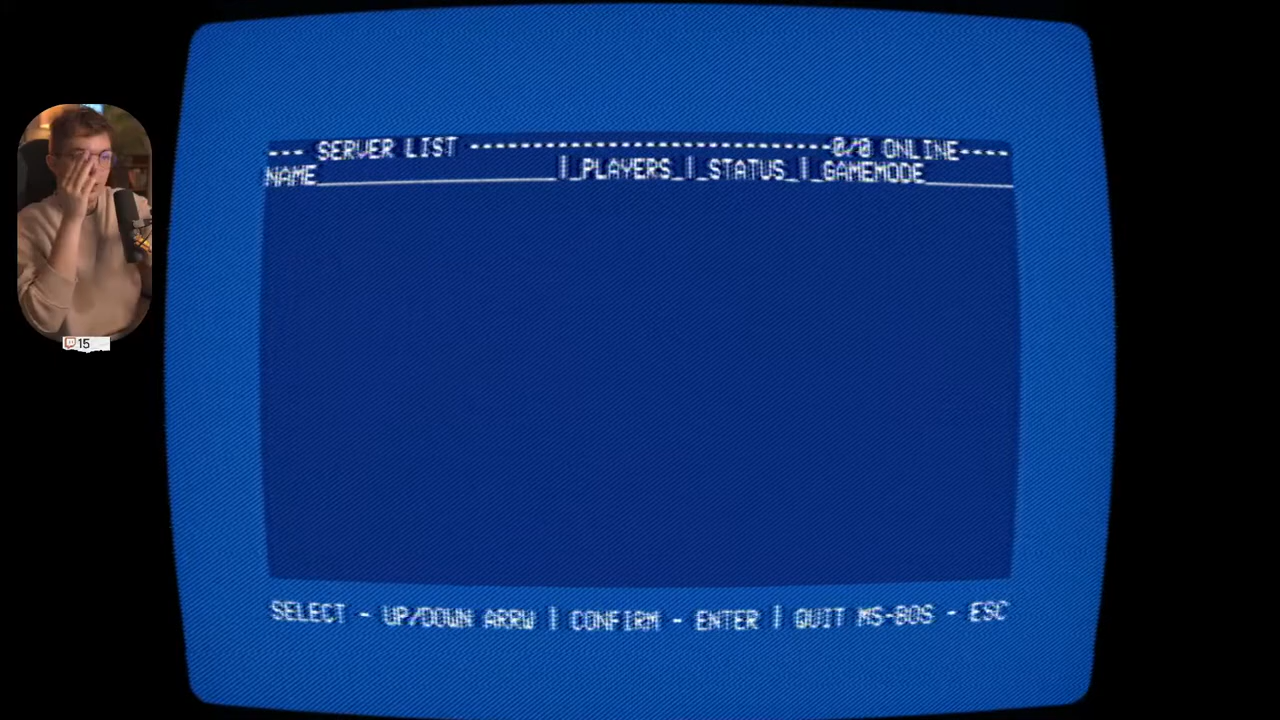 --- SERVER LIST -----------------------------0/0 ONLINE----
NAME___________________|_PLAYERS_|_STATUS_|_GAMEMODE_______
15
SELECT - UP/DOWN ARRW | CONFIRM - ENTER | QUIT MS-BOS - ESC